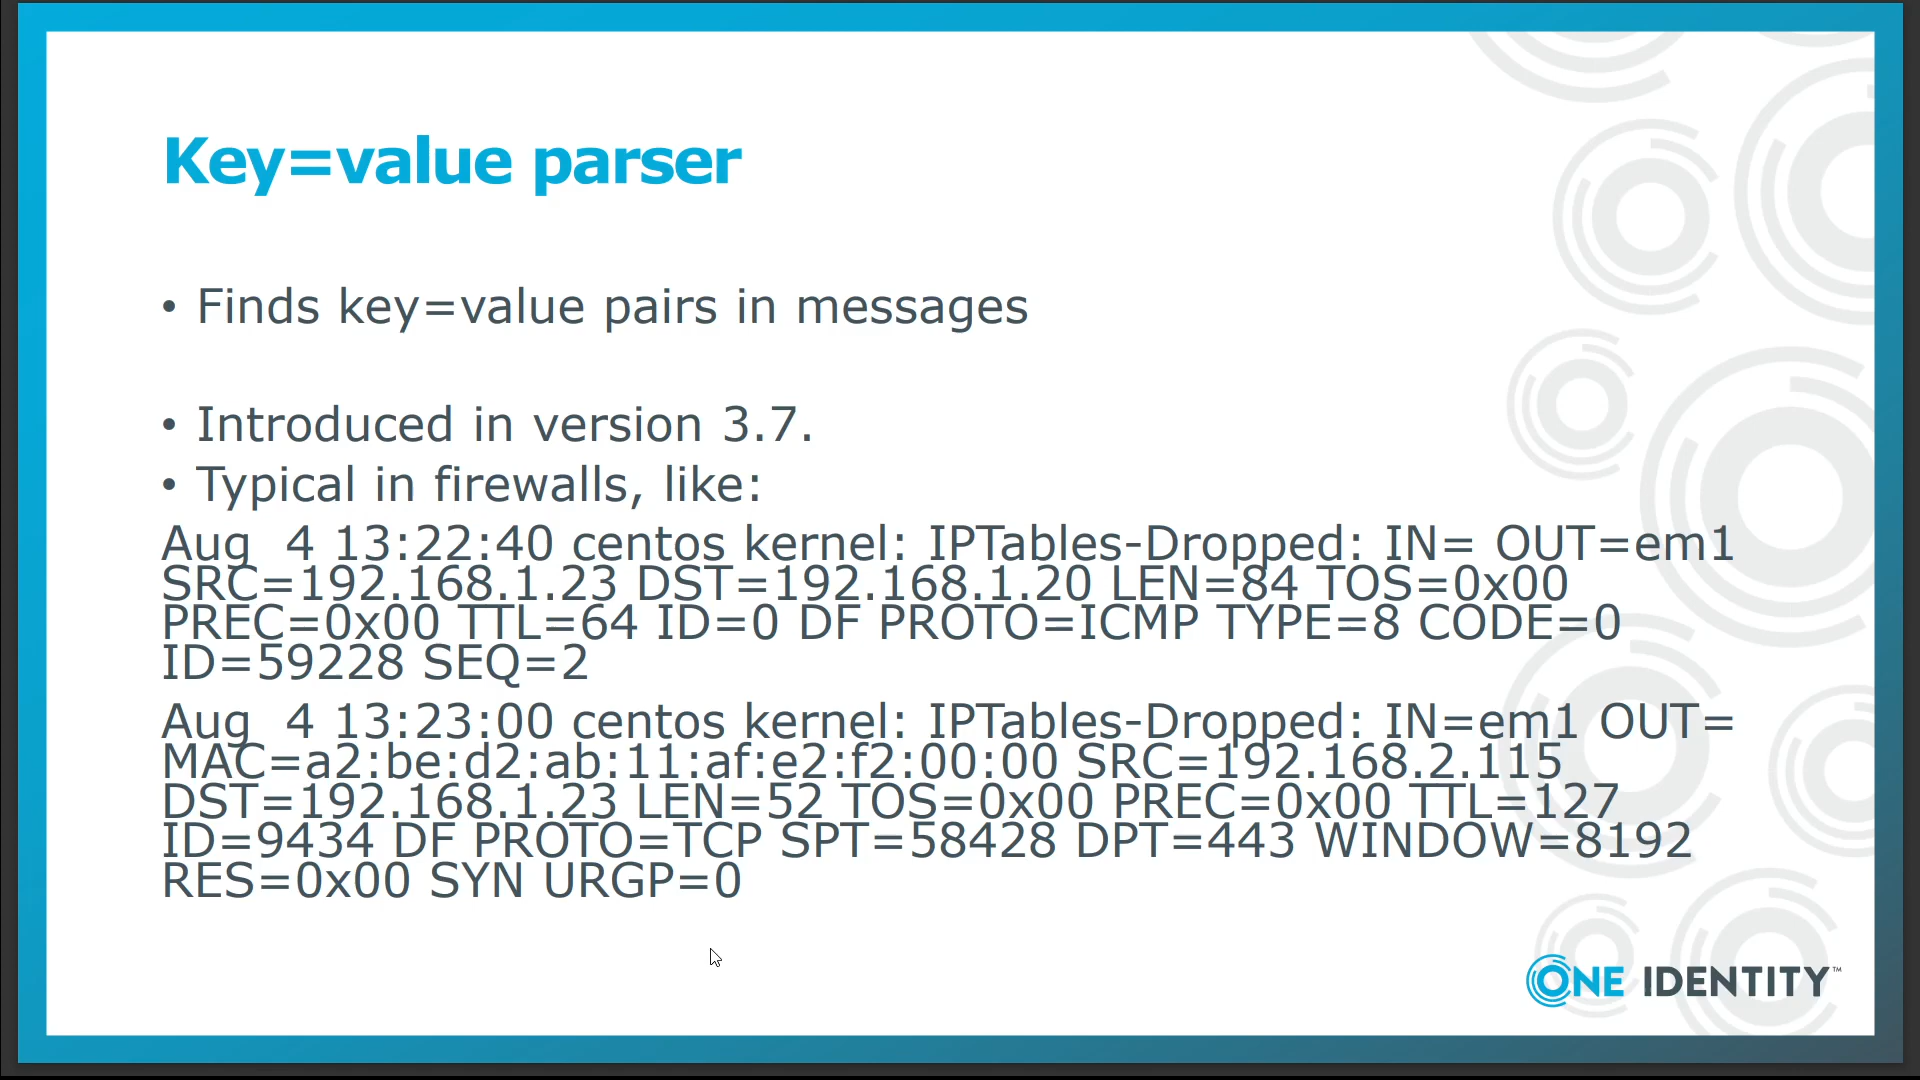 Key=value parser
• Finds key=value pairs in messages
• Introduced in version 3.7.
• Typical in firewalls, like:
Aug  4 13:22:40 centos kernel: IPTables-Dropped: IN= OUT=em1
SRC=192.168.1.23 DST=192.168.1.20 LEN=84 TOS=0x00
PREC=0x00 TTL=64 ID=0 DF PROTO=ICMP TYPE=8 CODE=0
ID=59228 SEQ=2
Aug  4 13:23:00 centos kernel: IPTables-Dropped: IN=em1 OUT=
MAC=a2:be:d2:ab:11:af:e2:f2:00:00 SRC=192.168.2.115
DST=192.168.1.23 LEN=52 TOS=0x00 PREC=0x00 TTL=127
ID=9434 DF PROTO=TCP SPT=58428 DPT=443 WINDOW=8192
RES=0x00 SYN URGP=0
ONE IDENTITY™